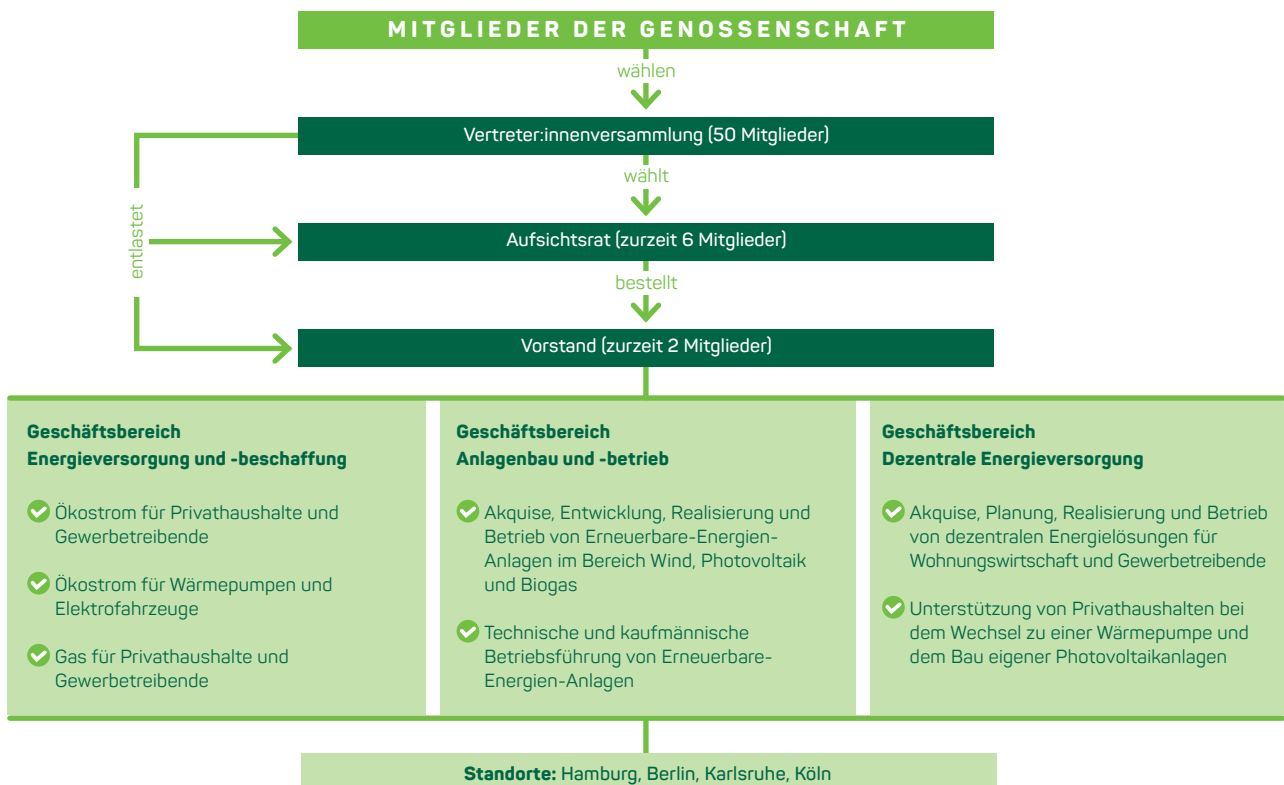 MITGLIEDER DER GENOSSENSCHAFT
wählen
Vertreter:innenversammlung (50 Mitglieder)
wählt
entlastet
Aufsichtsrat (zurzeit 6 Mitglieder)
bestellt
Vorstand (zurzeit 2 Mitglieder)
Geschäftsbereich
Energieversorgung und -beschaffung
Ökostrom für Privathaushalte und
Gewerbetreibende
Ökostrom für Wärmepumpen und
Elektrofahrzeuge
Gas für Privathaushalte und
Gewerbetreibende
Geschäftsbereich
Anlagenbau und -betrieb
Akquise, Entwicklung, Realisierung und
Betrieb von Erneuerbare-Energien-
Anlagen im Bereich Wind, Photovoltaik
und Biogas
Technische und kaufmännische
Betriebsführung von Erneuerbare-
Energien-Anlagen
Geschäftsbereich
Dezentrale Energieversorgung
Akquise, Planung, Realisierung und Betrieb
von dezentralen Energielösungen für
Wohnungswirtschaft und Gewerbetreibende
Unterstützung von Privathaushalten bei
dem Wechsel zu einer Wärmepumpe und
dem Bau eigener Photovoltaikanlagen
Standorte: Hamburg, Berlin, Karlsruhe, Köln